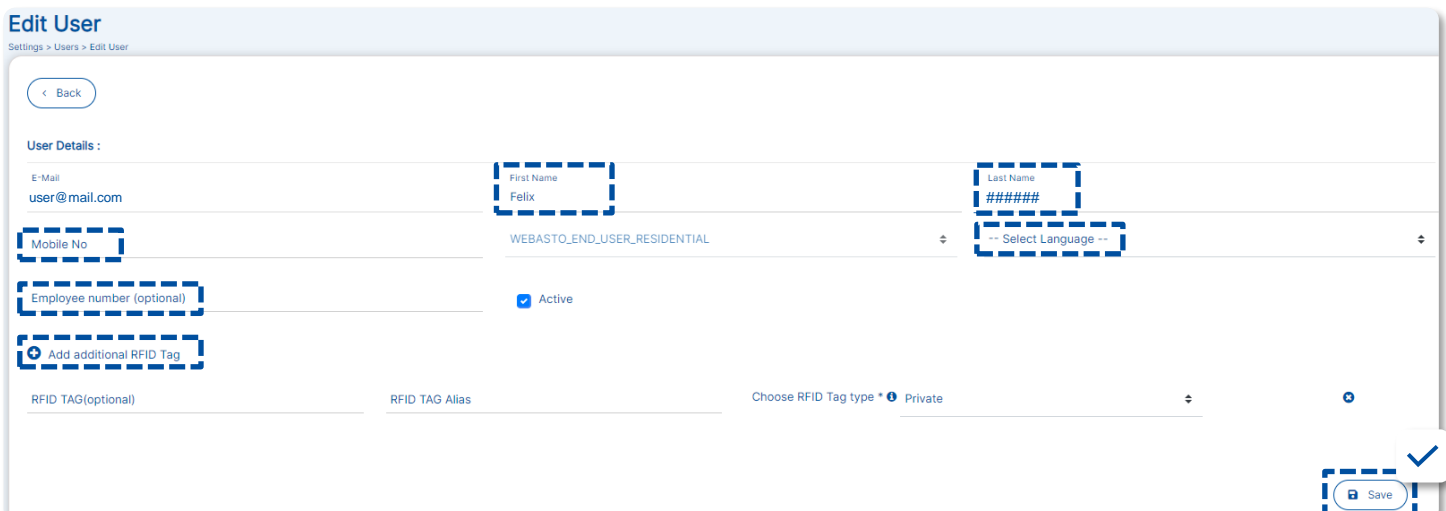 Edit User
Settings > Users > Edit User
< Back
User Details :
E-Mail
First Name
Last Name
user@mail.com
Felix
######
Mobile No
WEBASTO_END_USER_RESIDENTIAL
-- Select Language --
Employee number (optional)
Active
Add additional RFID Tag
RFID TAG(optional)
RFID TAG Alias
Choose RFID Tag type *
Private
Save